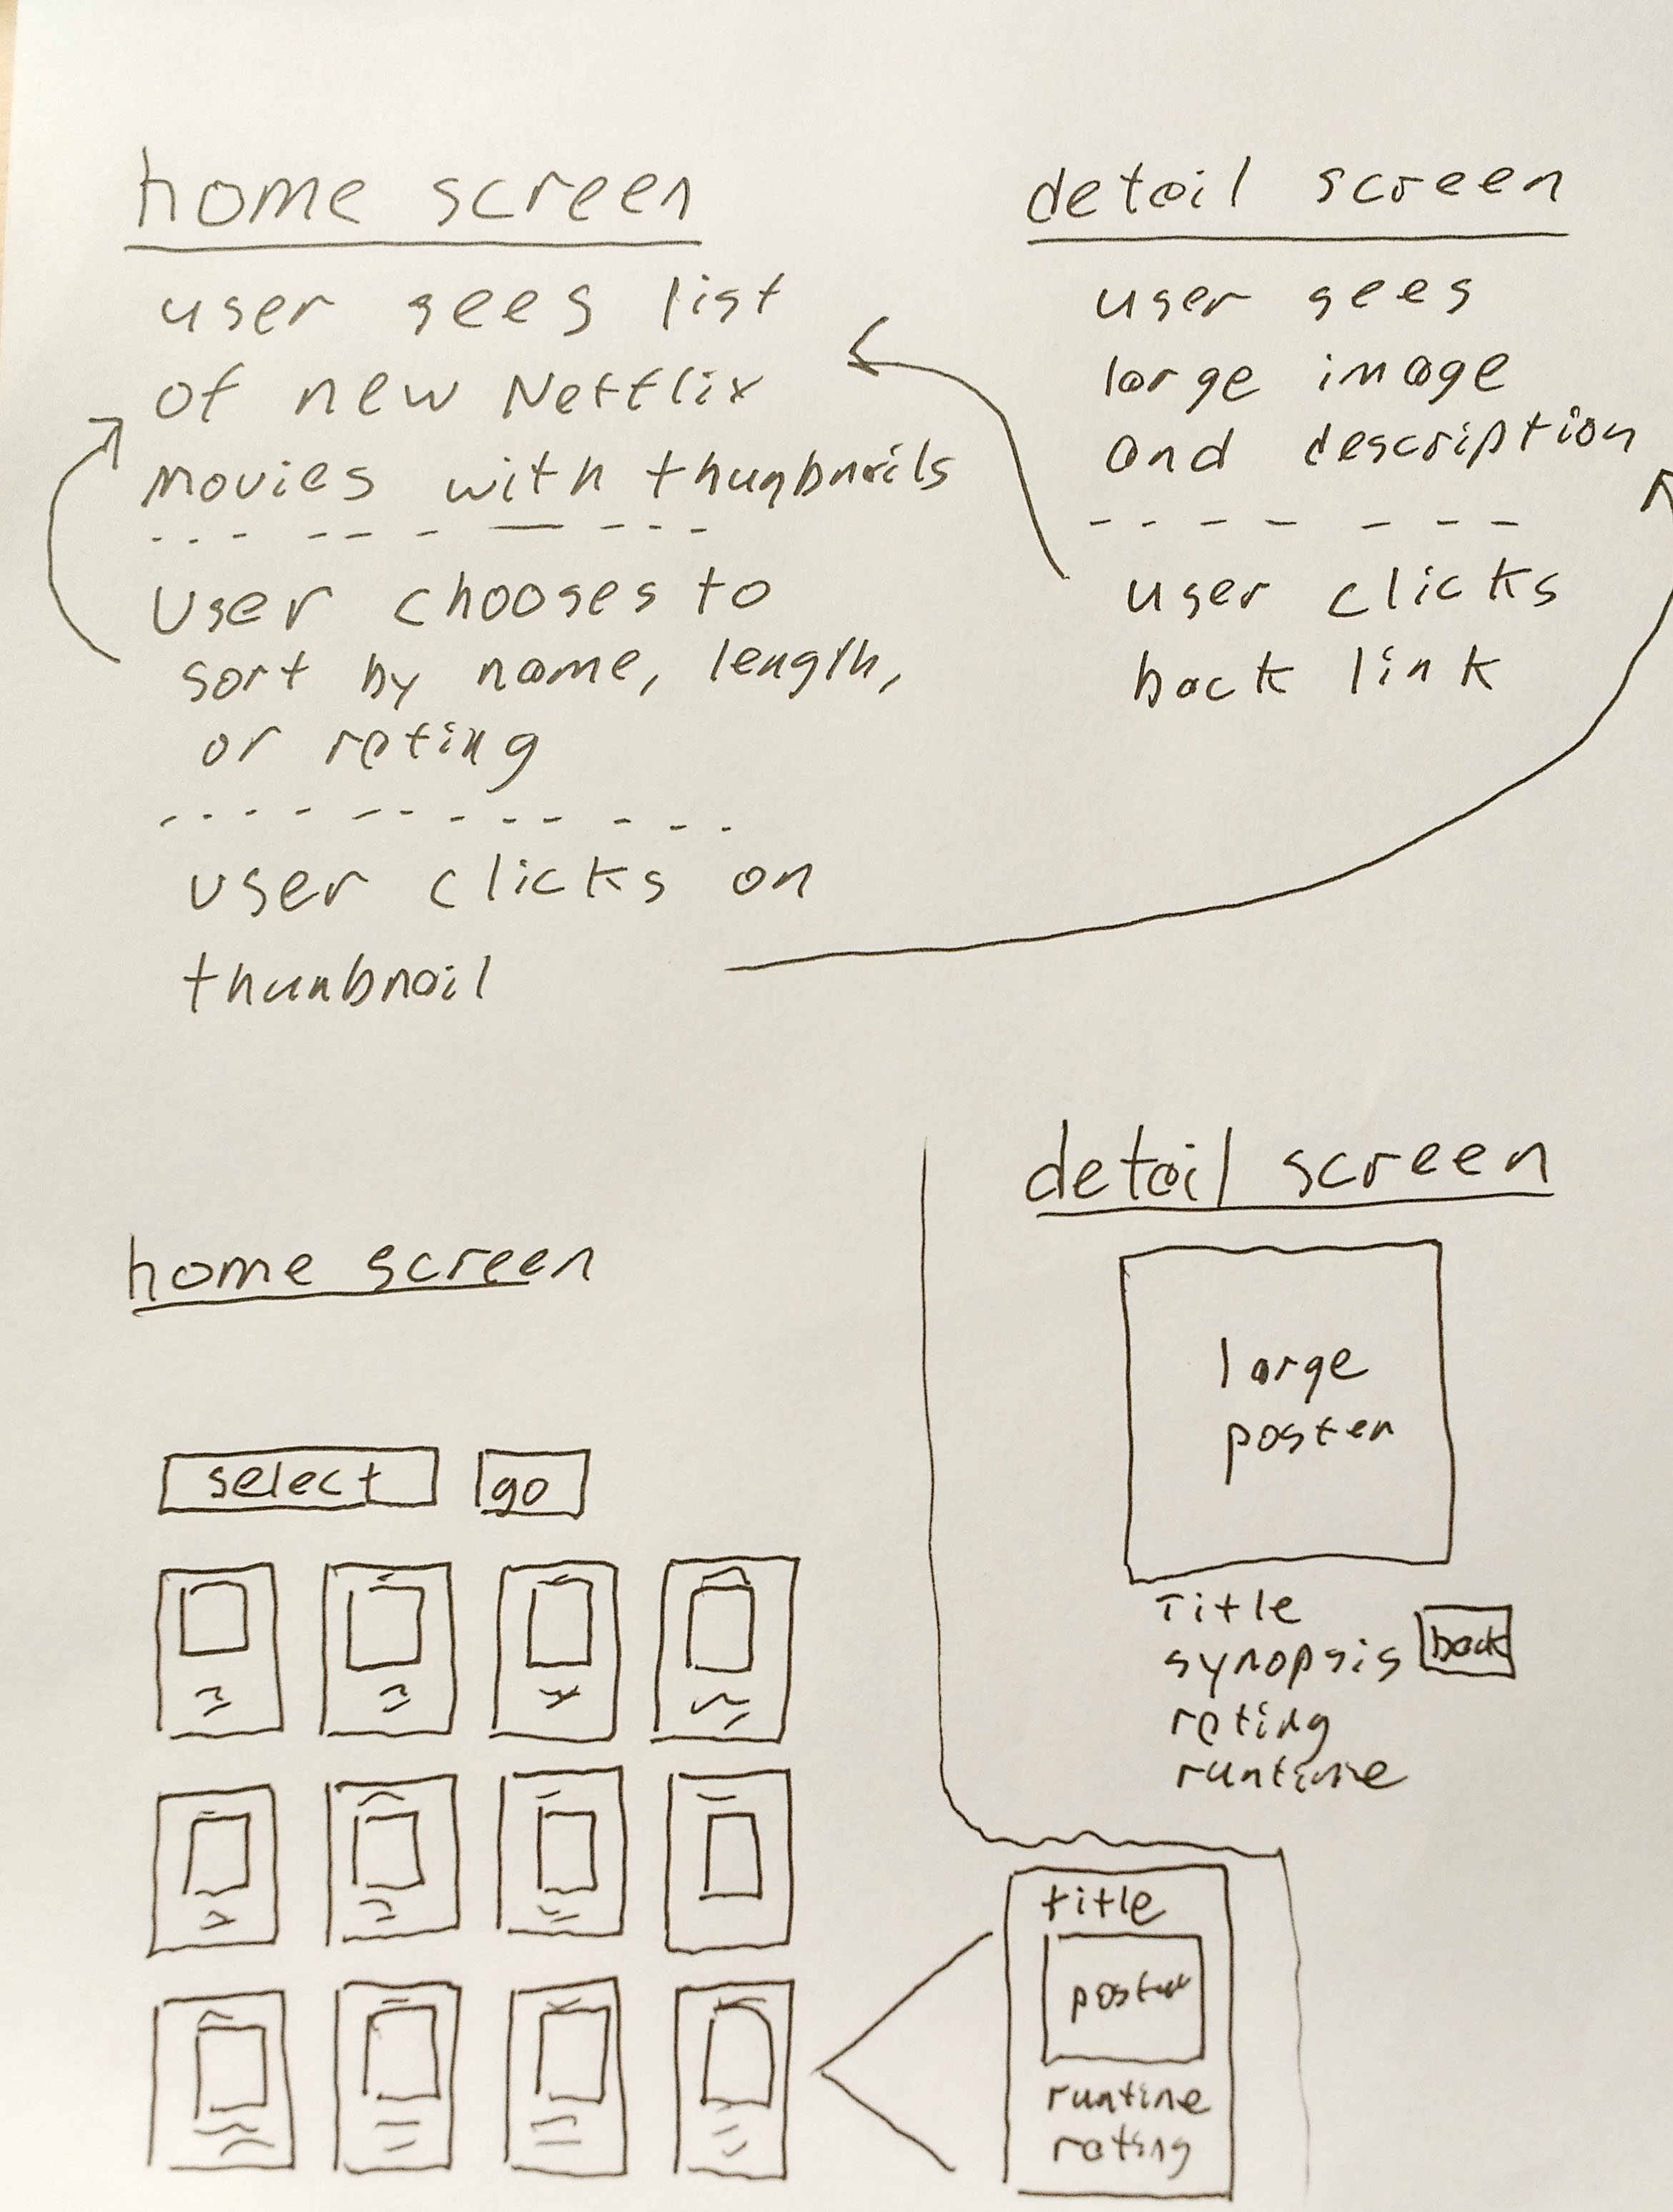 home screen
user sees list
of new Netflix
movies with thumbnails
User chooses to
sort by name, length,
or rating
user clicks on
thumbnail
detail screen
user sees
large image
and description
user clicks
back link
home screen
select go
detail screen
large
poster
Title
synopsis back
rating
runtime
title
poster
runtime
rating